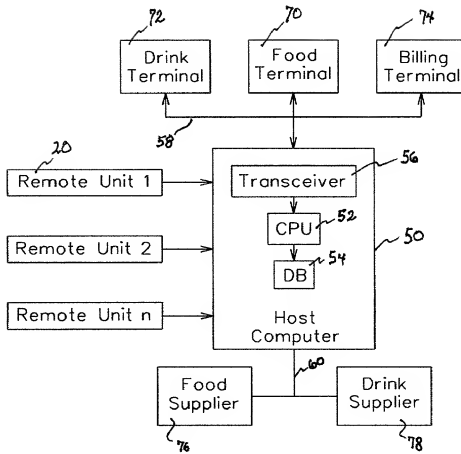 72
70
74
Drink
Terminal
Food
Terminal
Billing
Terminal
58
20
56
Remote Unit 1
Transceiver
52
CPU
50
Remote Unit 2
54
DB
Remote Unit n
Host
Computer
60
Food
Supplier
Drink
Supplier
76
78